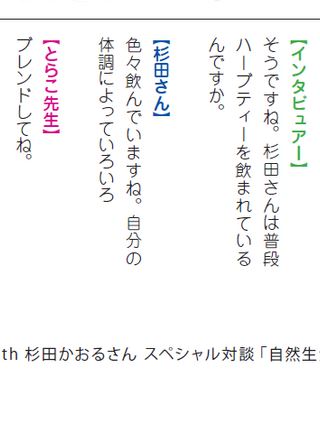 【インタビュアー】
そうですね。杉田さんは普段
ハーブティーを飲まれている
んですか。
【杉田さん】
色々飲んでいますね。自分の
体調によっていろいろ
【とらこ先生】
ブレンドしてね。
th 杉田かおるさん スペシャル対談「自然生